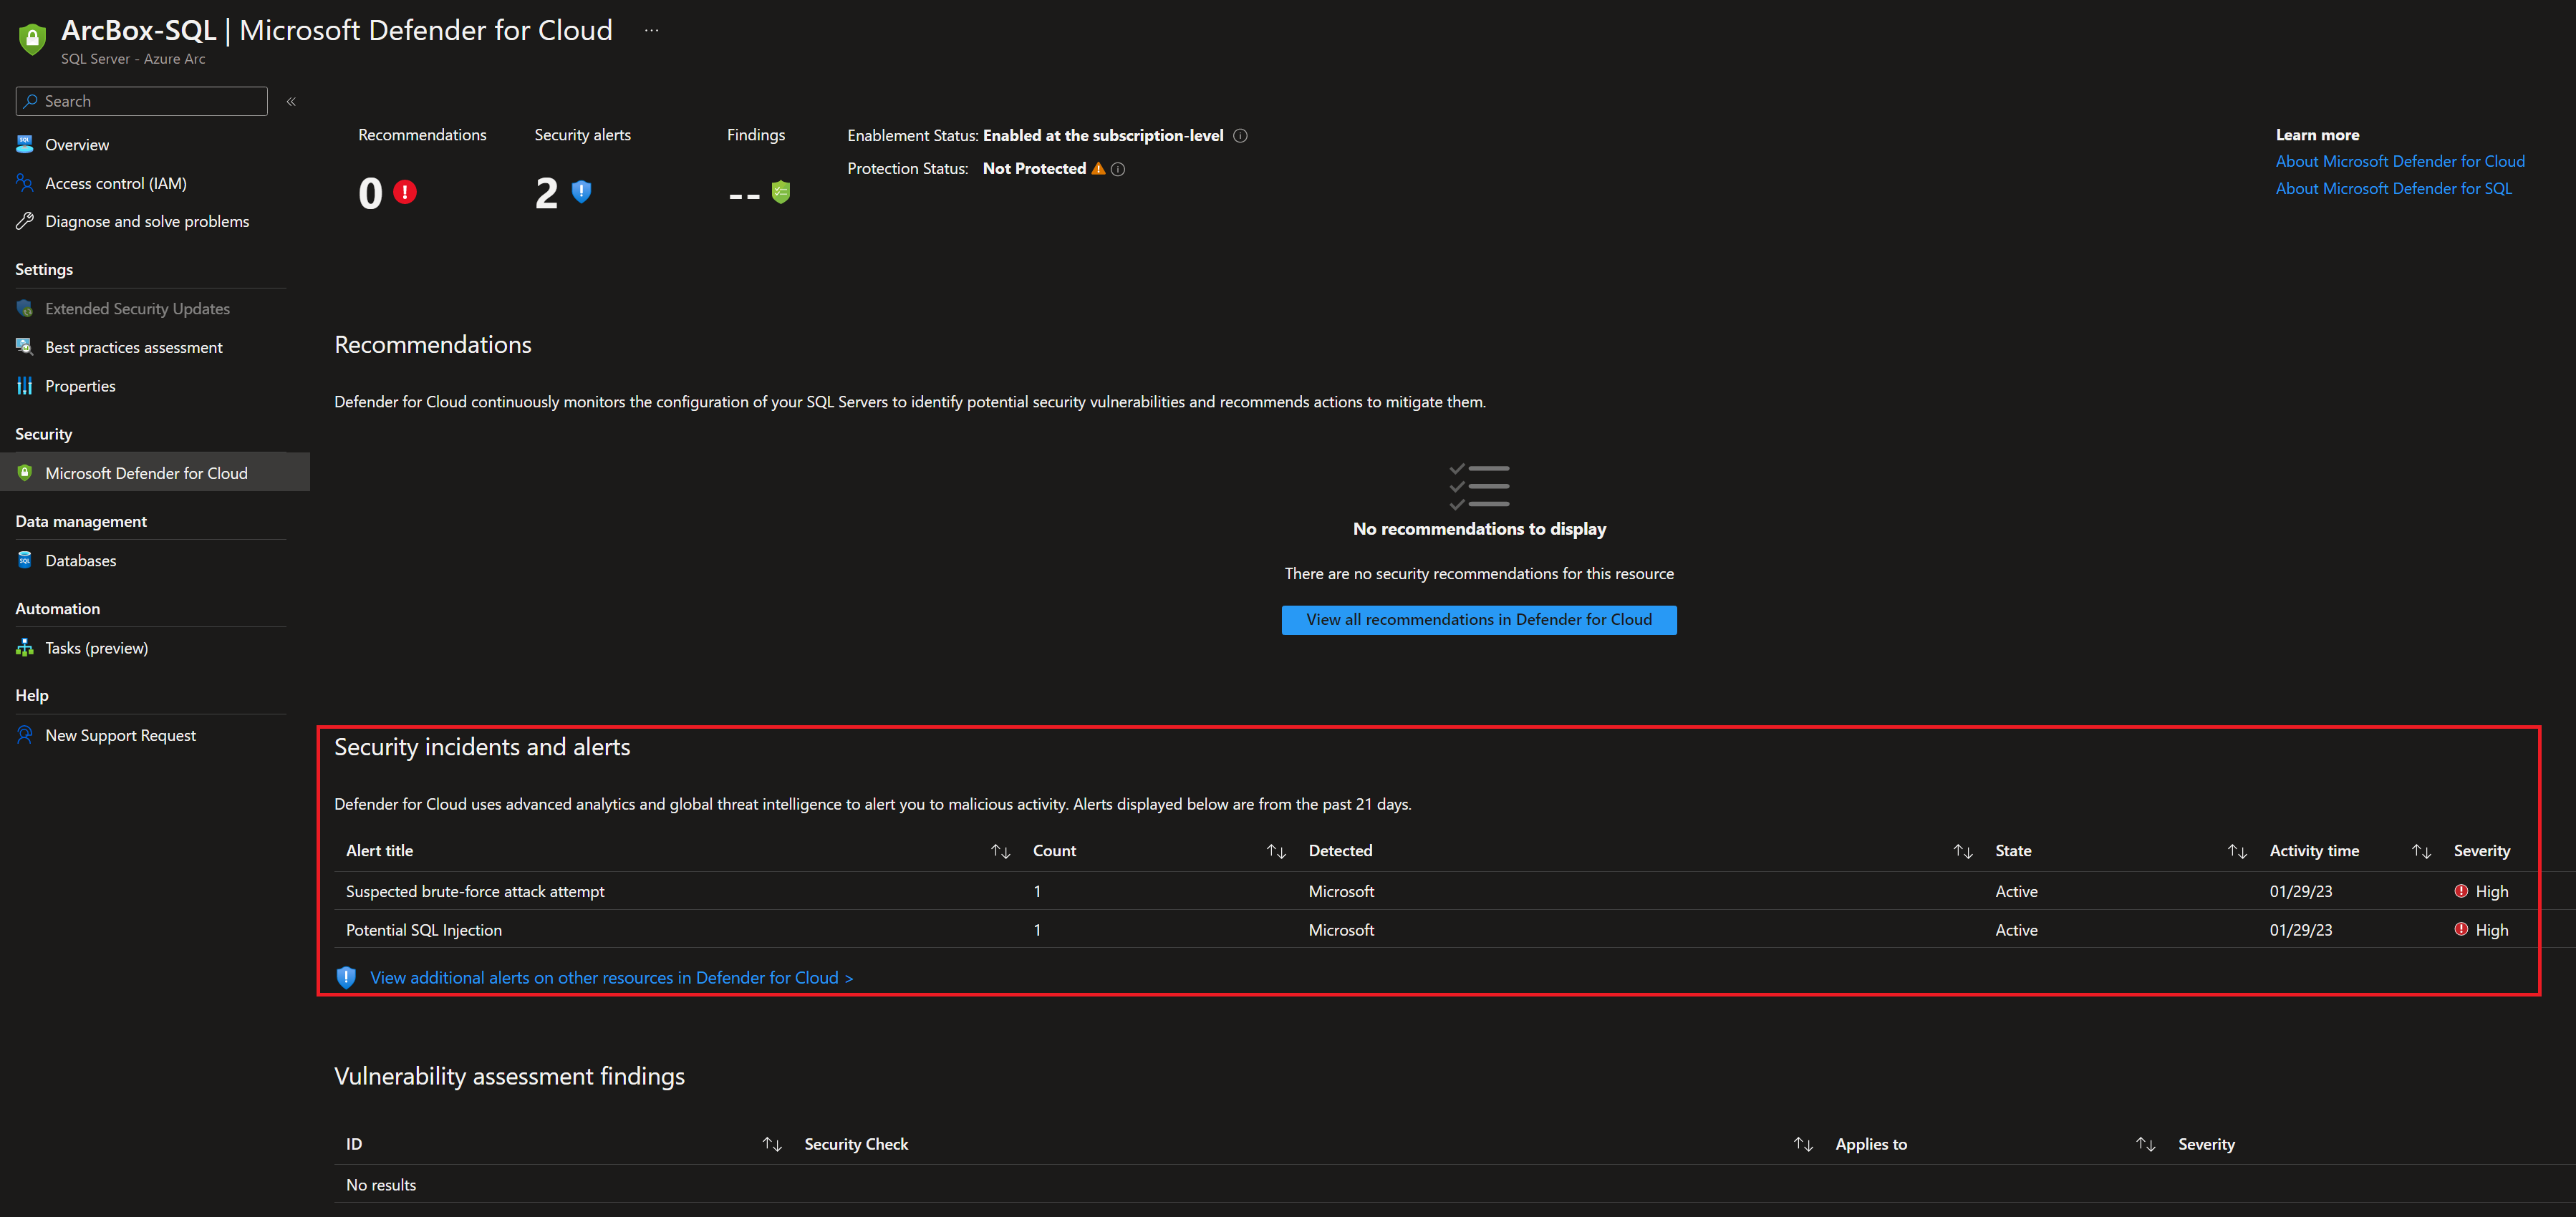 ArcBox-SQL | Microsoft Defender for Cloud ...
SQL Server - Azure Arc
Search
«
Overview
Access control (IAM)
Diagnose and solve problems
Settings
Extended Security Updates
Best practices assessment
Properties
Security
Microsoft Defender for Cloud
Data management
Databases
Automation
Tasks (preview)
Help
New Support Request
Recommendations
0
Security alerts
2
Findings
--
Enablement Status: Enabled at the subscription-level
Protection Status: Not Protected
Learn more
About Microsoft Defender for Cloud
About Microsoft Defender for SQL
Recommendations
Defender for Cloud continuously monitors the configuration of your SQL Servers to identify potential security vulnerabilities and recommends actions to mitigate them.
No recommendations to display
There are no security recommendations for this resource
View all recommendations in Defender for Cloud
Security incidents and alerts
Defender for Cloud uses advanced analytics and global threat intelligence to alert you to malicious activity. Alerts displayed below are from the past 21 days.
Alert title ↑↓ Count ↑↓ Detected ↑↓ State ↑↓ Activity time ↑↓ Severity
Suspected brute-force attack attempt 1 Microsoft Active 01/29/23 High
Potential SQL Injection 1 Microsoft Active 01/29/23 High
View additional alerts on other resources in Defender for Cloud >
Vulnerability assessment findings
ID ↑↓ Security Check ↑↓ Applies to ↑↓ Severity
No results